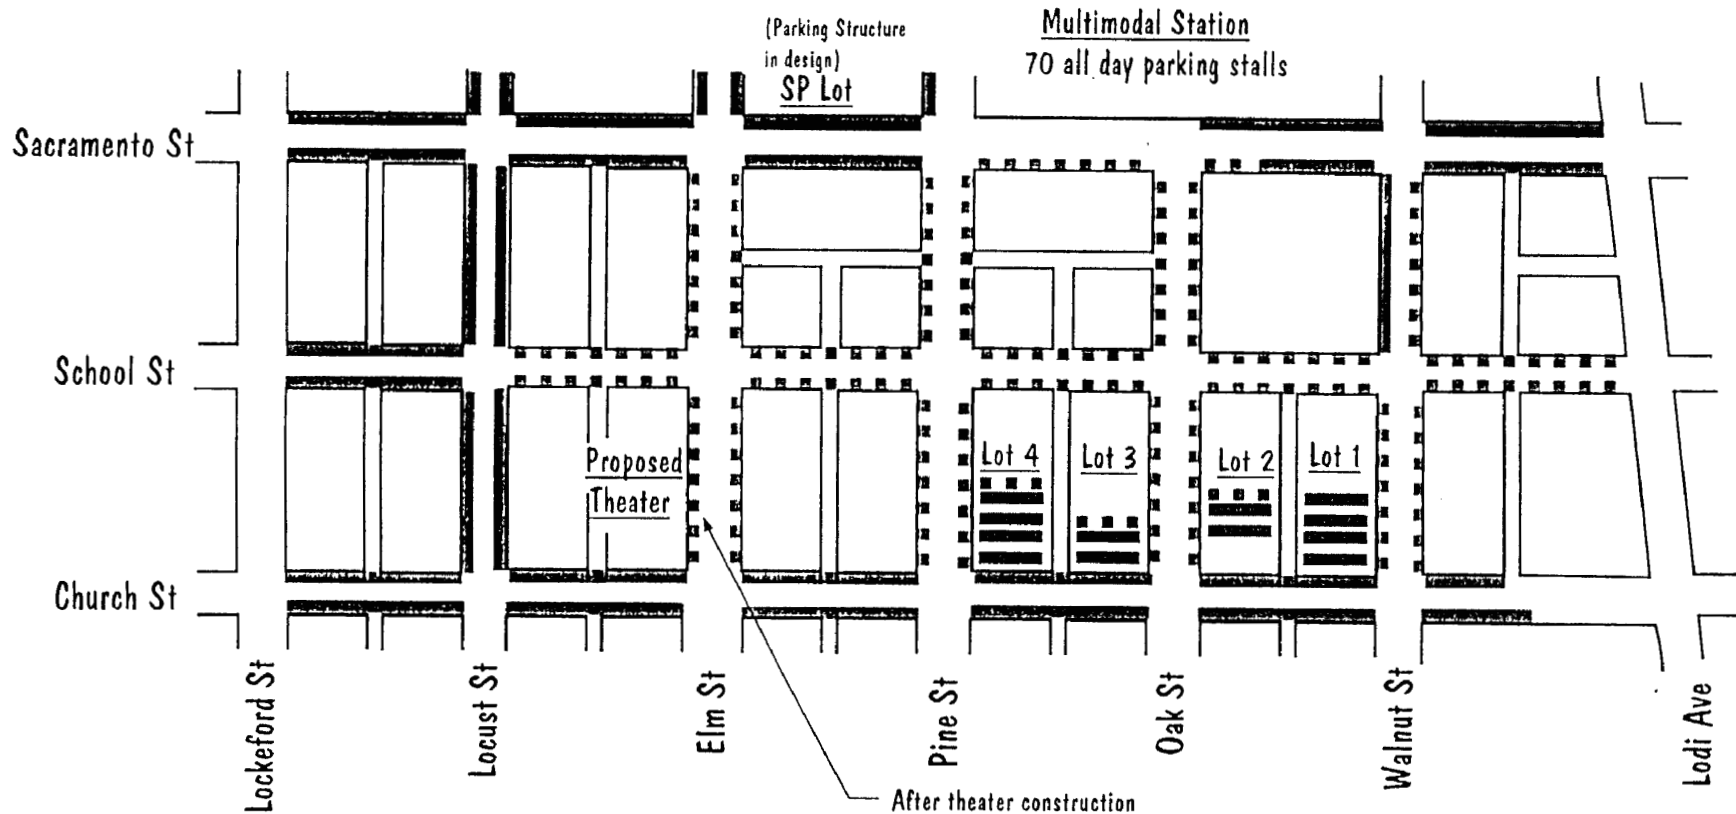 (Parking Structure
in design)
SP Lot
Multimodal Station
70 all day parking stalls
Sacramento St
School St
Church St
Proposed
Theater
Lot 4
Lot 3
Lot 2
Lot 1
Lockeford St
Locust St
Elm St
Pine St
Oak St
Walnut St
Lodi Ave
After theater construction